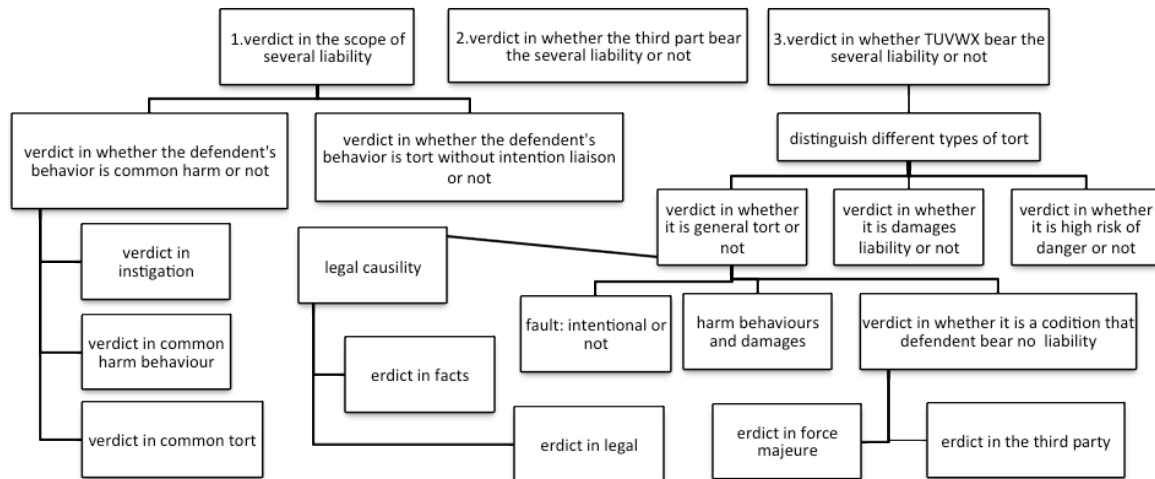 1.verdict in the scope of
several liability
2.verdict in whether the third part bear
the several liability or not
3.verdict in whether TUVWX bear the
several liability or not
verdict in whether the defendent's
behavior is common harm or not
verdict in whether the defendent's
behavior is tort without intention liaison
or not
distinguish different types of tort
verdict in whether
it is general tort or
not
verdict in whether
it is damages
liability or not
verdict in whether
it is high risk of
danger or not
verdict in
instigation
legal causility
fault: intentional or
not
harm behaviours
and damages
verdict in whether it is a codition that
defendent bear no liability
verdict in common
harm behaviour
erdict in facts
verdict in common tort
erdict in legal
erdict in force
majeure
erdict in the third party